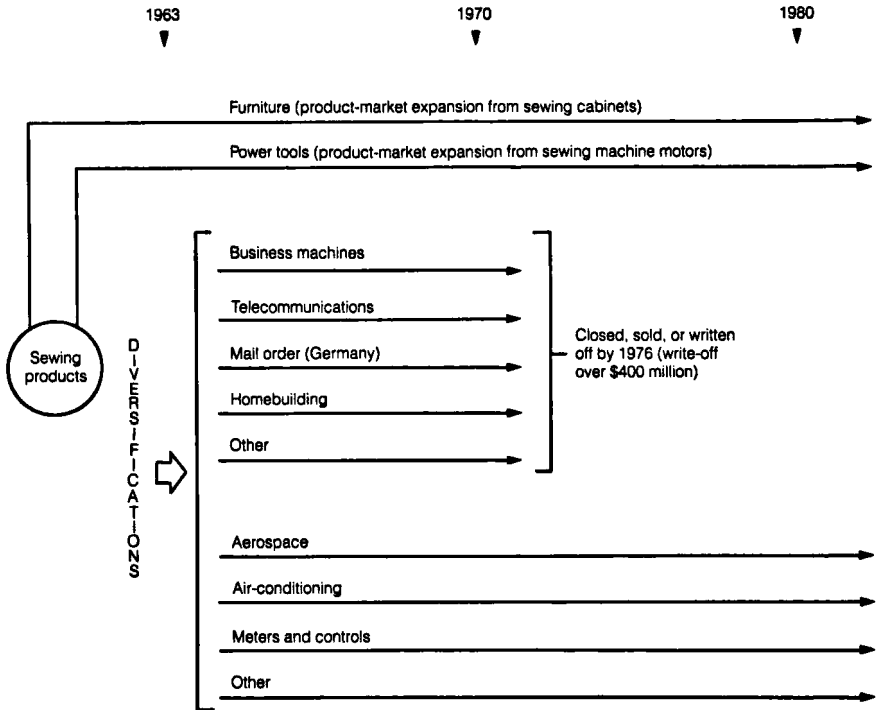 1963 1970 1980
Furniture (product-market expansion from sewing cabinets)
Power tools (product-market expansion from sewing machine motors)
Sewing
products
DIVERSIFICATIONS
Business machines
Telecommunications
Mail order (Germany)
Homebuilding
Other
Closed, sold, or written
off by 1976 (write-off
over $400 million)
Aerospace
Air-conditioning
Meters and controls
Other